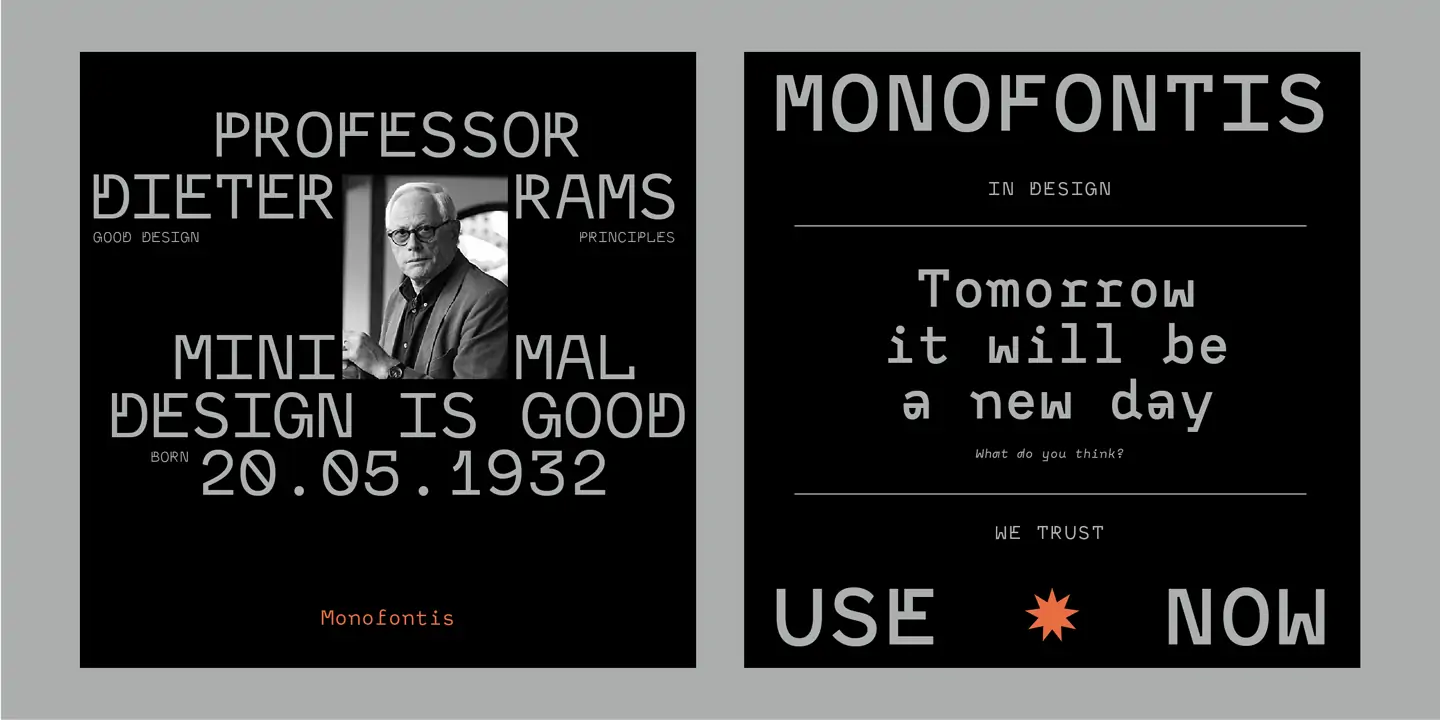 PROFESSOR
DIETER RAMS
GOOD DESIGN PRINCIPLES
MINI MAL
DESIGN IS GOOD
BORN 20.05.1932
Monofontis
MONOFONTIS
IN DESIGN
Tomorrow
it will be
a new day
What do you think?
WE TRUST
USE NOW